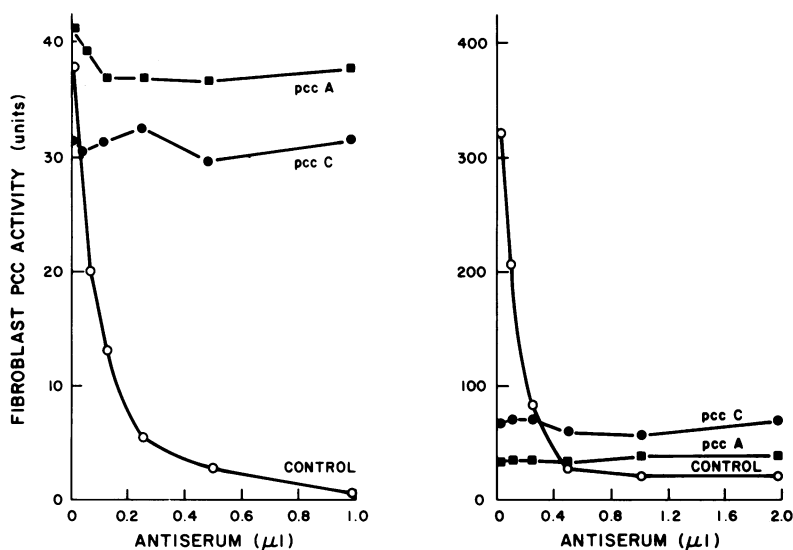 FIBROBLAST PCC ACTIVITY (units)
40
30
20
10
0
pcc A
pcc C
CONTROL
0 0.2 0.4 0.6 0.8 1.0
ANTISERUM (μl)
400
300
200
100
0
pcc C
pcc A
CONTROL
0 0.4 0.8 1.2 1.6 2.0
ANTISERUM (μl)